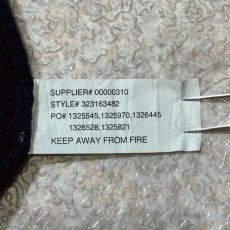 SUPPLIER# 00000310
STYLE# 323163482
PO# 1325545,1325970,1326445
1326528,1325821
KEEP AWAY FROM FIRE